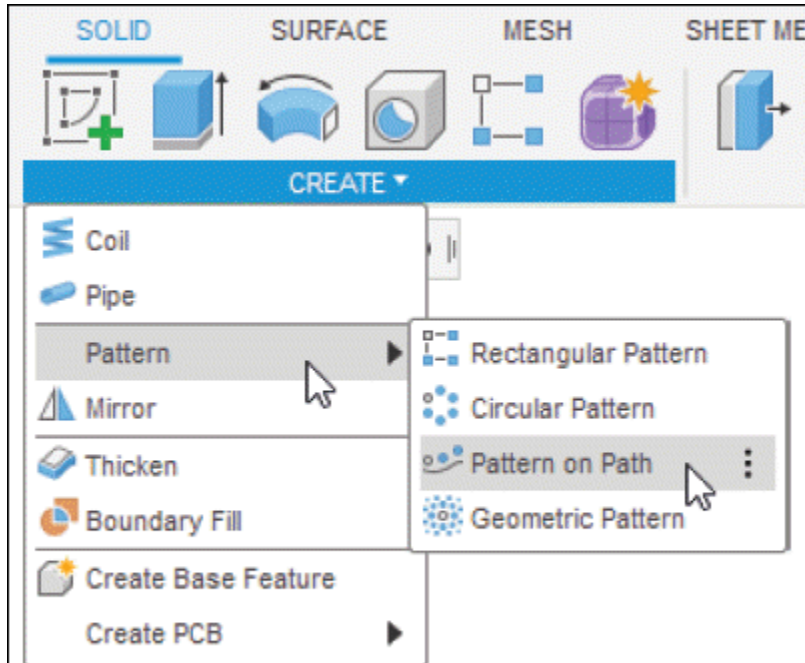 SOLID SURFACE MESH SHEET ME
CREATE
Coil
Pipe
Pattern
Mirror
Thicken
Boundary Fill
Create Base Feature
Create PCB
Rectangular Pattern
Circular Pattern
Pattern on Path
Geometric Pattern